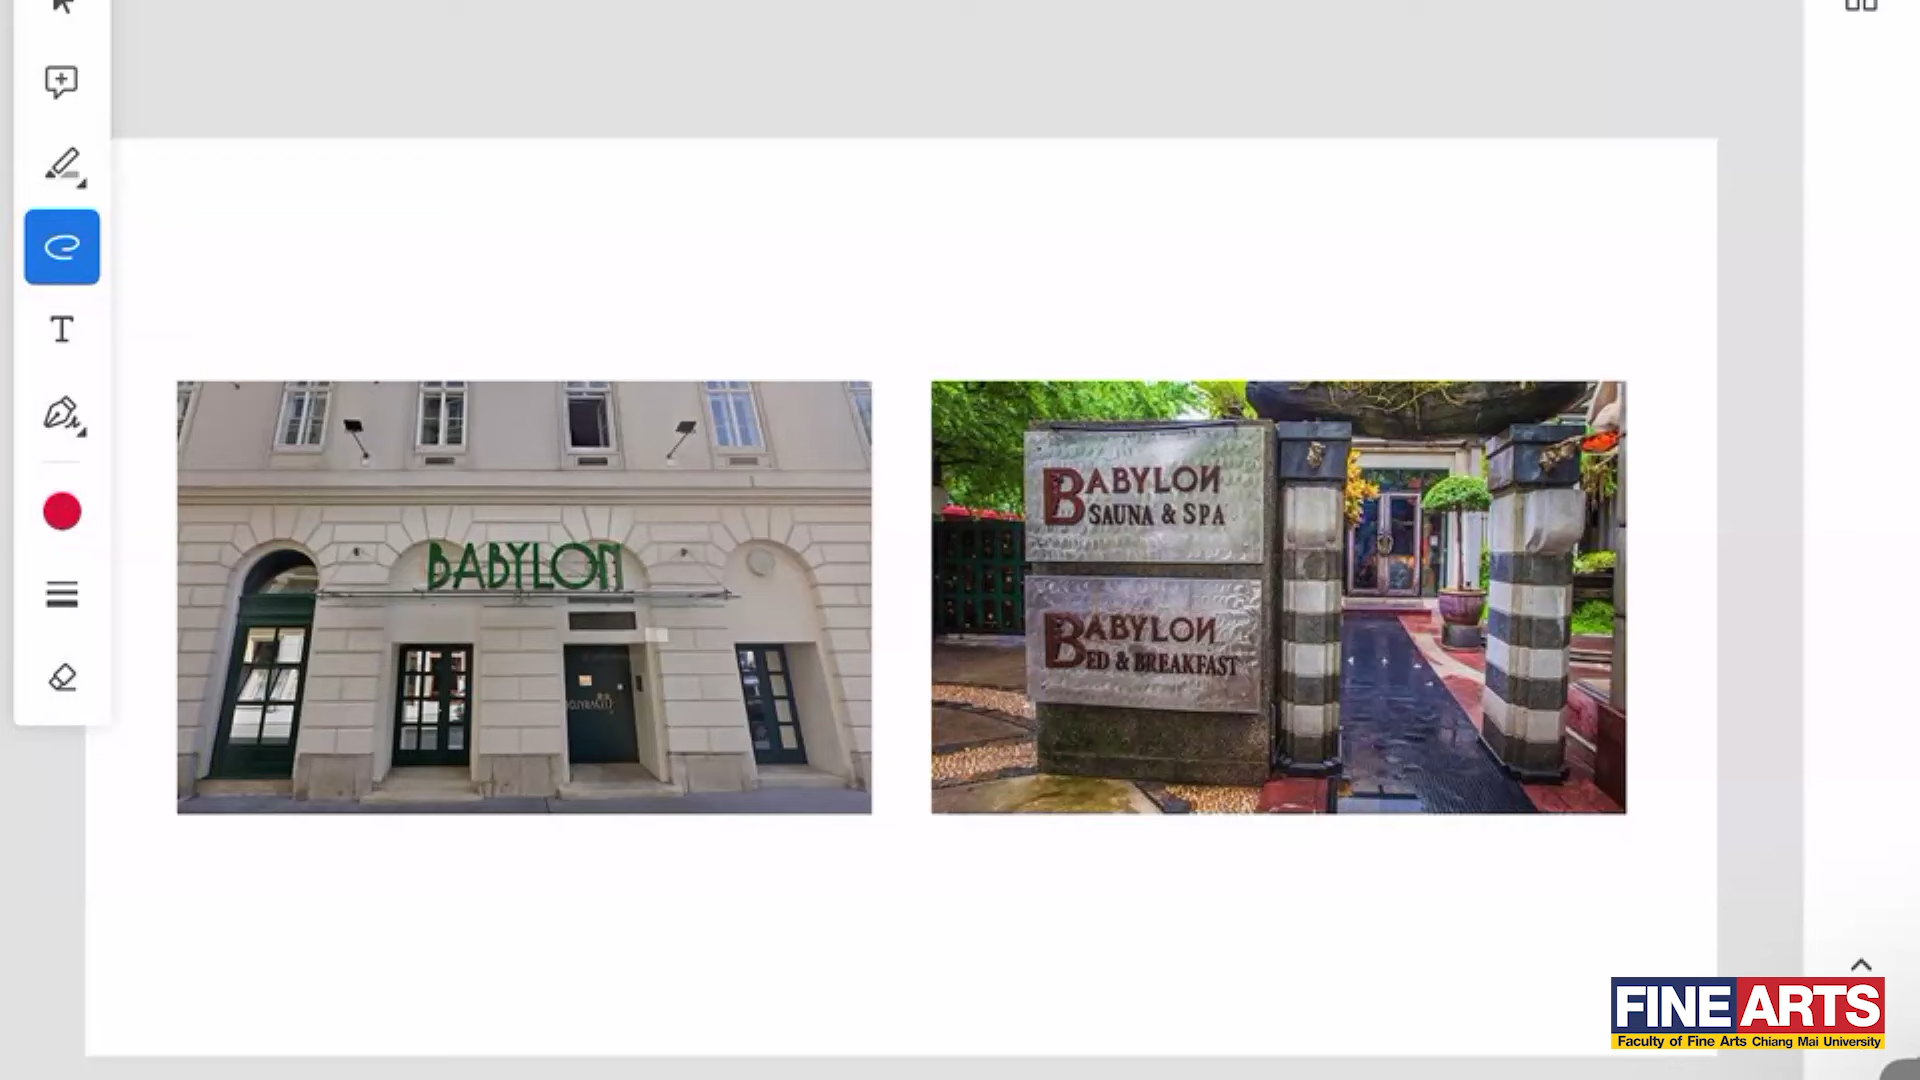 BABYLON
BABYLON
SAUNA & SPA
BABYLON
BED & BREAKFAST
FINE ARTS
Faculty of Fine Arts Chiang Mai University